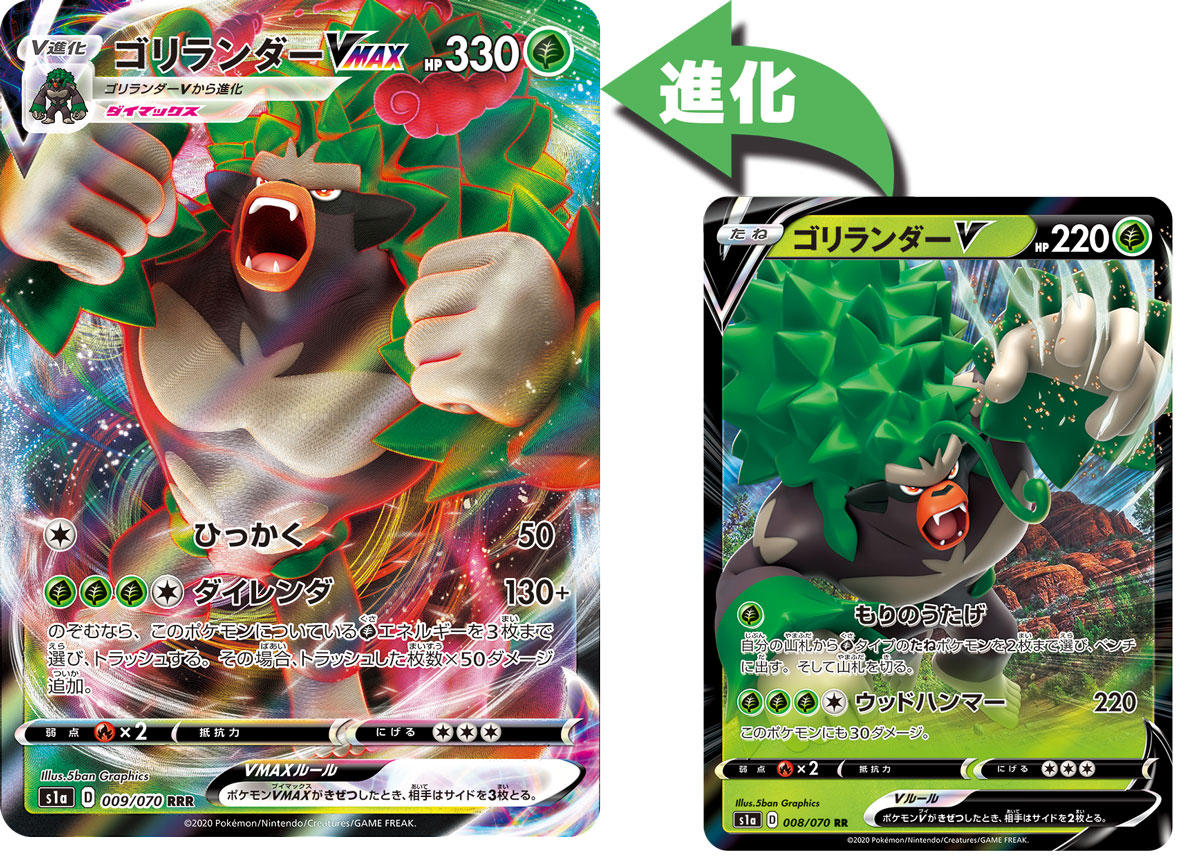 V進化
ゴリランダーVMAX
HP330
ゴリランダーVから進化
ダイマックス
ひっかく 50
ダイレンダ 130+
のぞむなら、このポケモンについているエネルギーを3枚まで
選び、トラッシュする。その場合、トラッシュした枚数×50ダメージ
追加。
弱点 ×2 抵抗力 にげる
Illus.5ban Graphics
s1a D 009/070 RRR
VMAXルール
ポケモンVMAXがきぜつしたとき、相手はサイドを3枚とる。
©2020 Pokémon/Nintendo/Creatures/GAME FREAK.
進化
たね
ゴリランダーV
HP220
もりのうたげ
自分の山札からタイプのたねポケモンを2枚まで選び、ベンチ
に出す。そして山札を切る。
ウッドハンマー 220
このポケモンにも30ダメージ。
弱点 ×2 抵抗力 にげる
Illus.5ban Graphics
s1a D 008/070 RR
Vルール
ポケモンVがきぜつしたとき、相手はサイドを2枚とる。
©2020 Pokémon/Nintendo/Creatures/GAME FREAK.